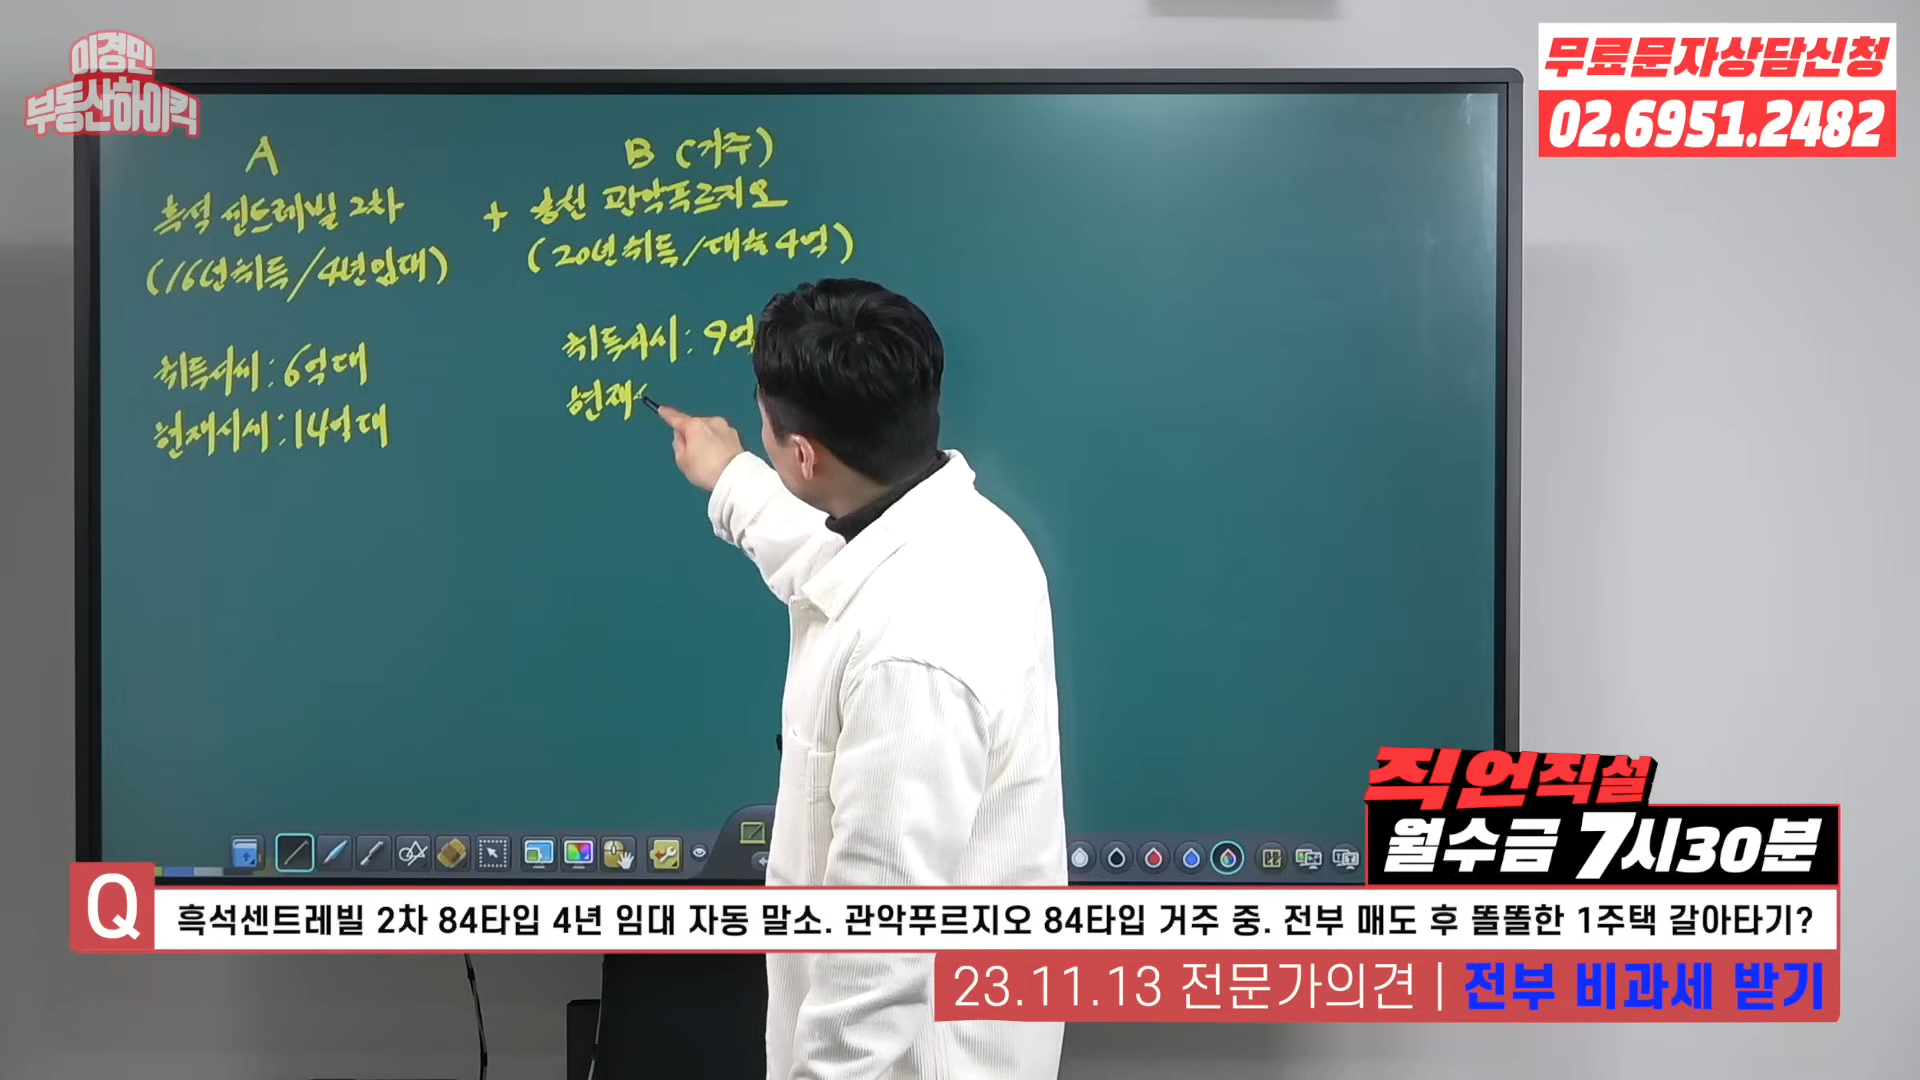 이경민
부동산하이킥
무료문자상담신청
02.6951.2482
A
흑석 센트레빌 2차
(16년취득/4년임대)
취득시세:6억대
현재시세:14억대
+
B (거주)
관악푸르지오
(20년취득/대출4억)
취득시세:9억
현재
직언직설
월수금 7시30분
Q
흑석센트레빌 2차 84타입 4년 임대 자동 말소. 관악푸르지오 84타입 거주 중. 전부 매도 후 똘똘한 1주택 갈아타기?
23.11.13 전문가의견 | 전부 비과세 받기